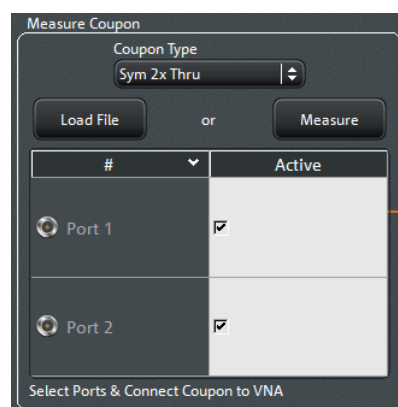 Measure Coupon
Coupon Type
Sym 2x Thru
Load File or Measure
# Active
Port 1
Port 2
Select Ports & Connect Coupon to VNA